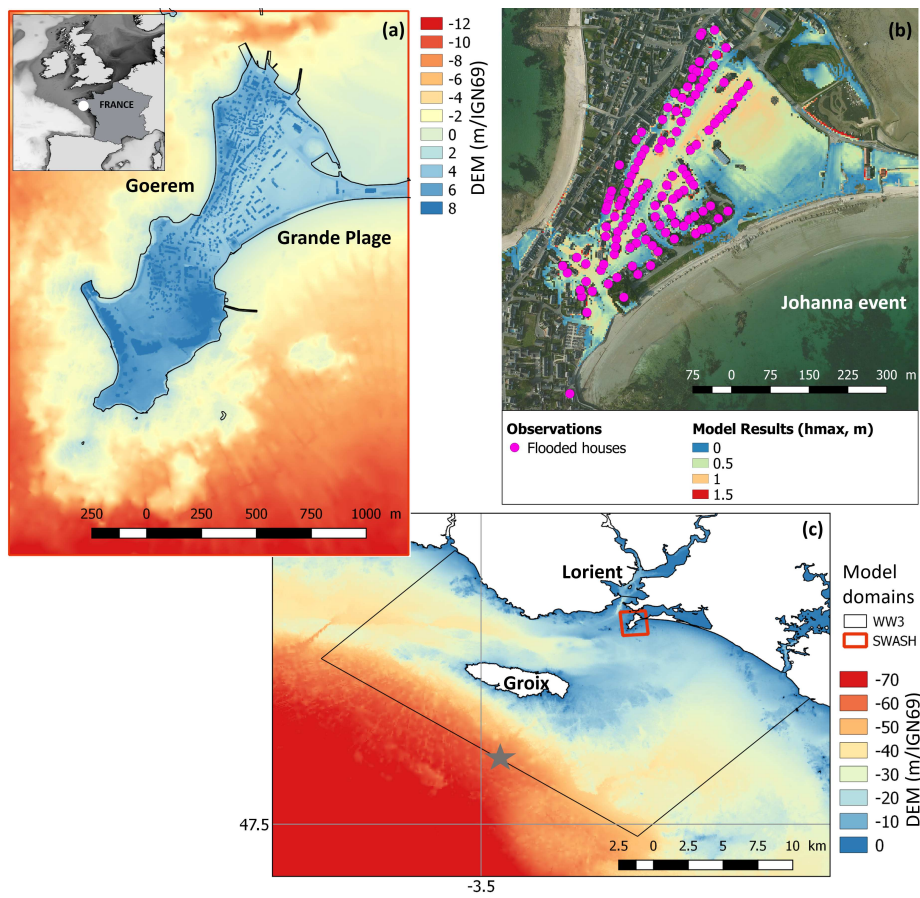 (a)
FRANCE
Goerem
Grande Plage
250 0 250 500 750 1000 m
-12
-10
-8
-6
-4
-2
0
2
4
6
8
DEM (m/IGN69)
(b)
Johanna event
75 0 75 150 225 300 m
Observations
Flooded houses
Model Results (hmax, m)
0
0.5
1
1.5
(c)
Lorient
Groix
47.5
-3.5
2.5 0 2.5 5 7.5 10 km
Model
domains
WW3
SWASH
-70
-60
-50
-40
-30
-20
-10
0
DEM (m/IGN69)